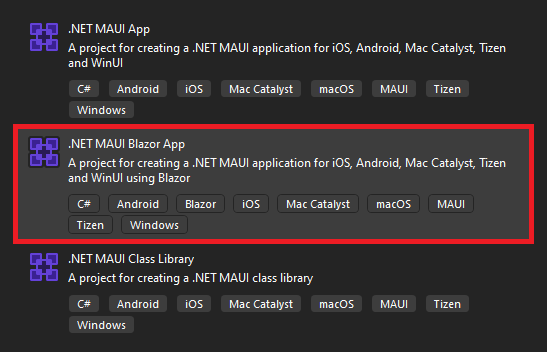 .NET MAUI App
A project for creating a .NET MAUI application for iOS, Android, Mac Catalyst, Tizen
and WinUI
C# Android iOS Mac Catalyst macOS MAUI Tizen
Windows
.NET MAUI Blazor App
A project for creating a .NET MAUI application for iOS, Android, Mac Catalyst, Tizen
and WinUI using Blazor
C# Android Blazor iOS Mac Catalyst macOS MAUI
Tizen Windows
.NET MAUI Class Library
A project for creating a .NET MAUI class library
C# Android iOS Mac Catalyst macOS MAUI Tizen
Windows